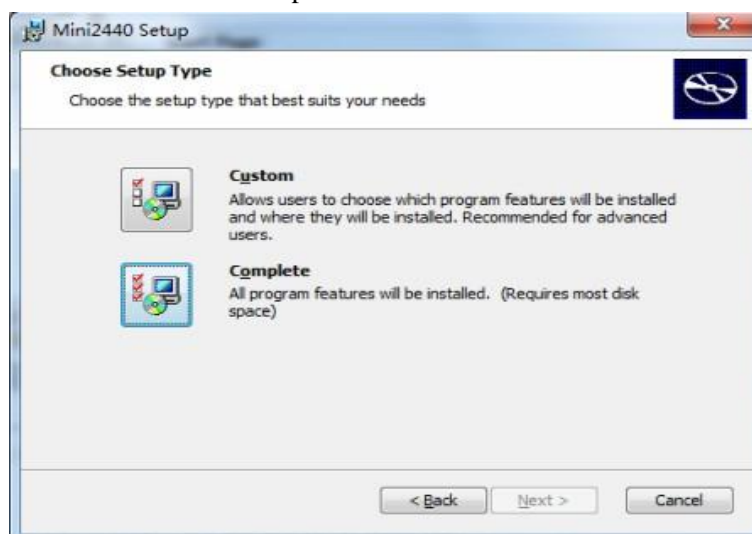 Mini2440 Setup
Choose Setup Type
Choose the setup type that best suits your needs
Custom
Allows users to choose which program features will be installed
and where they will be installed. Recommended for advanced
users.
Complete
All program features will be installed. (Requires most disk
space)
< Back
Next >
Cancel